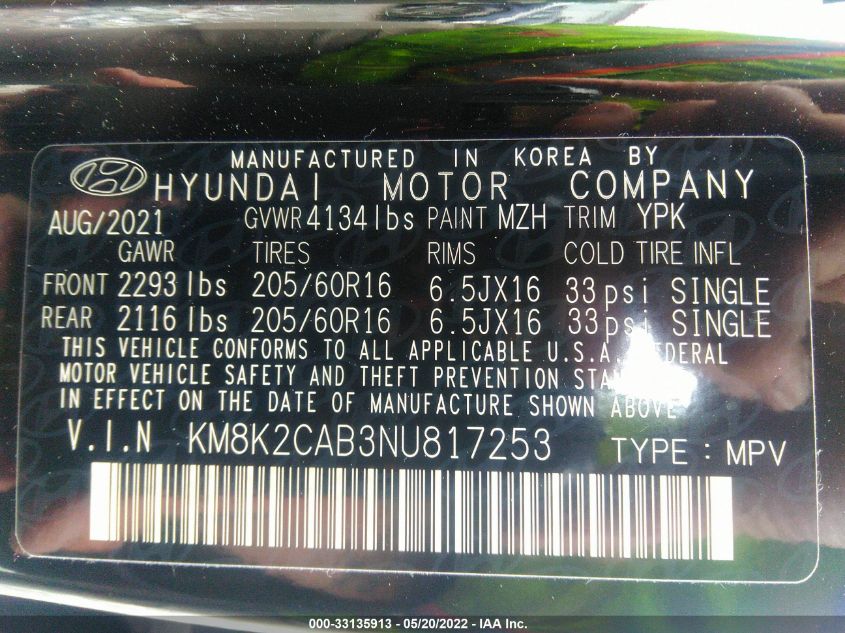 MANUFACTURED IN KOREA BY
HYUNDAI MOTOR COMPANY
AUG/2021 GVWR 4134 lbs PAINT MZH TRIM YPK
GAWR TIRES RIMS COLD TIRE INFL
FRONT 2293 lbs 205/60R16 6.5JX16 33 psi SINGLE
REAR 2116 lbs 205/60R16 6.5JX16 33 psi SINGLE
THIS VEHICLE CONFORMS TO ALL APPLICABLE U.S.A. FEDERAL
MOTOR VEHICLE SAFETY AND THEFT PREVENTION
IN EFFECT ON THE DATE OF MANUFACTURE SHOWN ABOVE
V.I.N KM8K2CAB3NU817253 TYPE : MPV
000-33135913 - 05/20/2022 - IAA Inc.